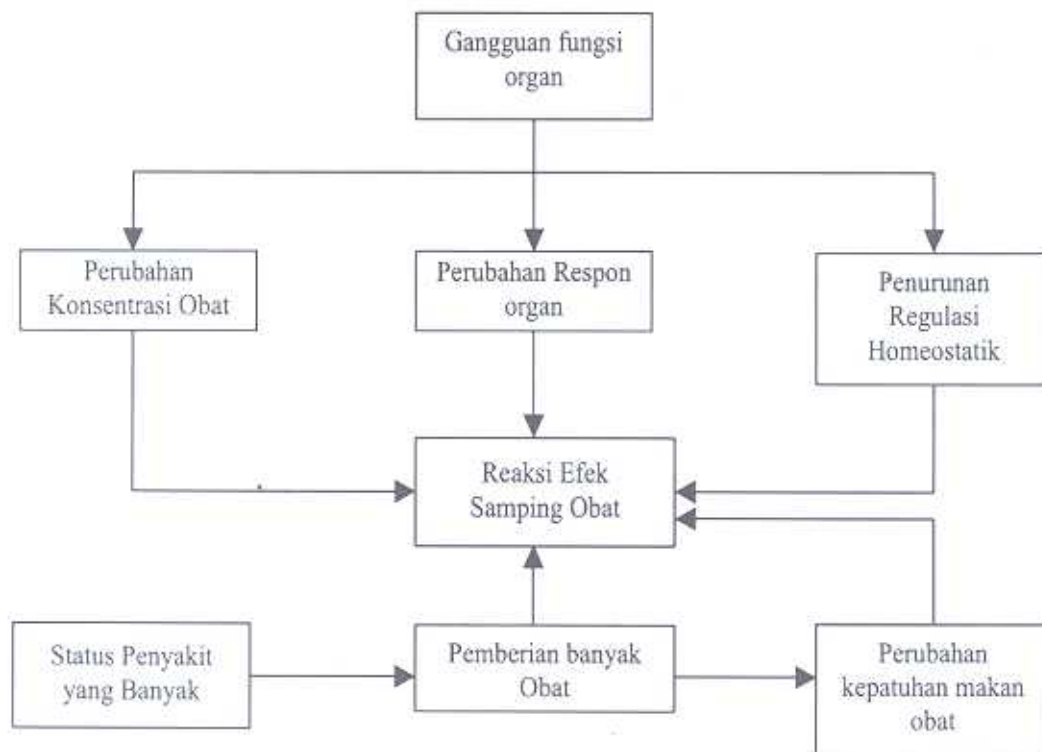 Gangguan fungsi
organ
Perubahan
Konsentrasi Obat
Perubahan Respon
organ
Penurunan
Regulasi
Homeostatik
Reaksi Efek
Samping Obat
Status Penyakit
yang Banyak
Pemberian banyak
Obat
Perubahan
kepatuhan makan
obat